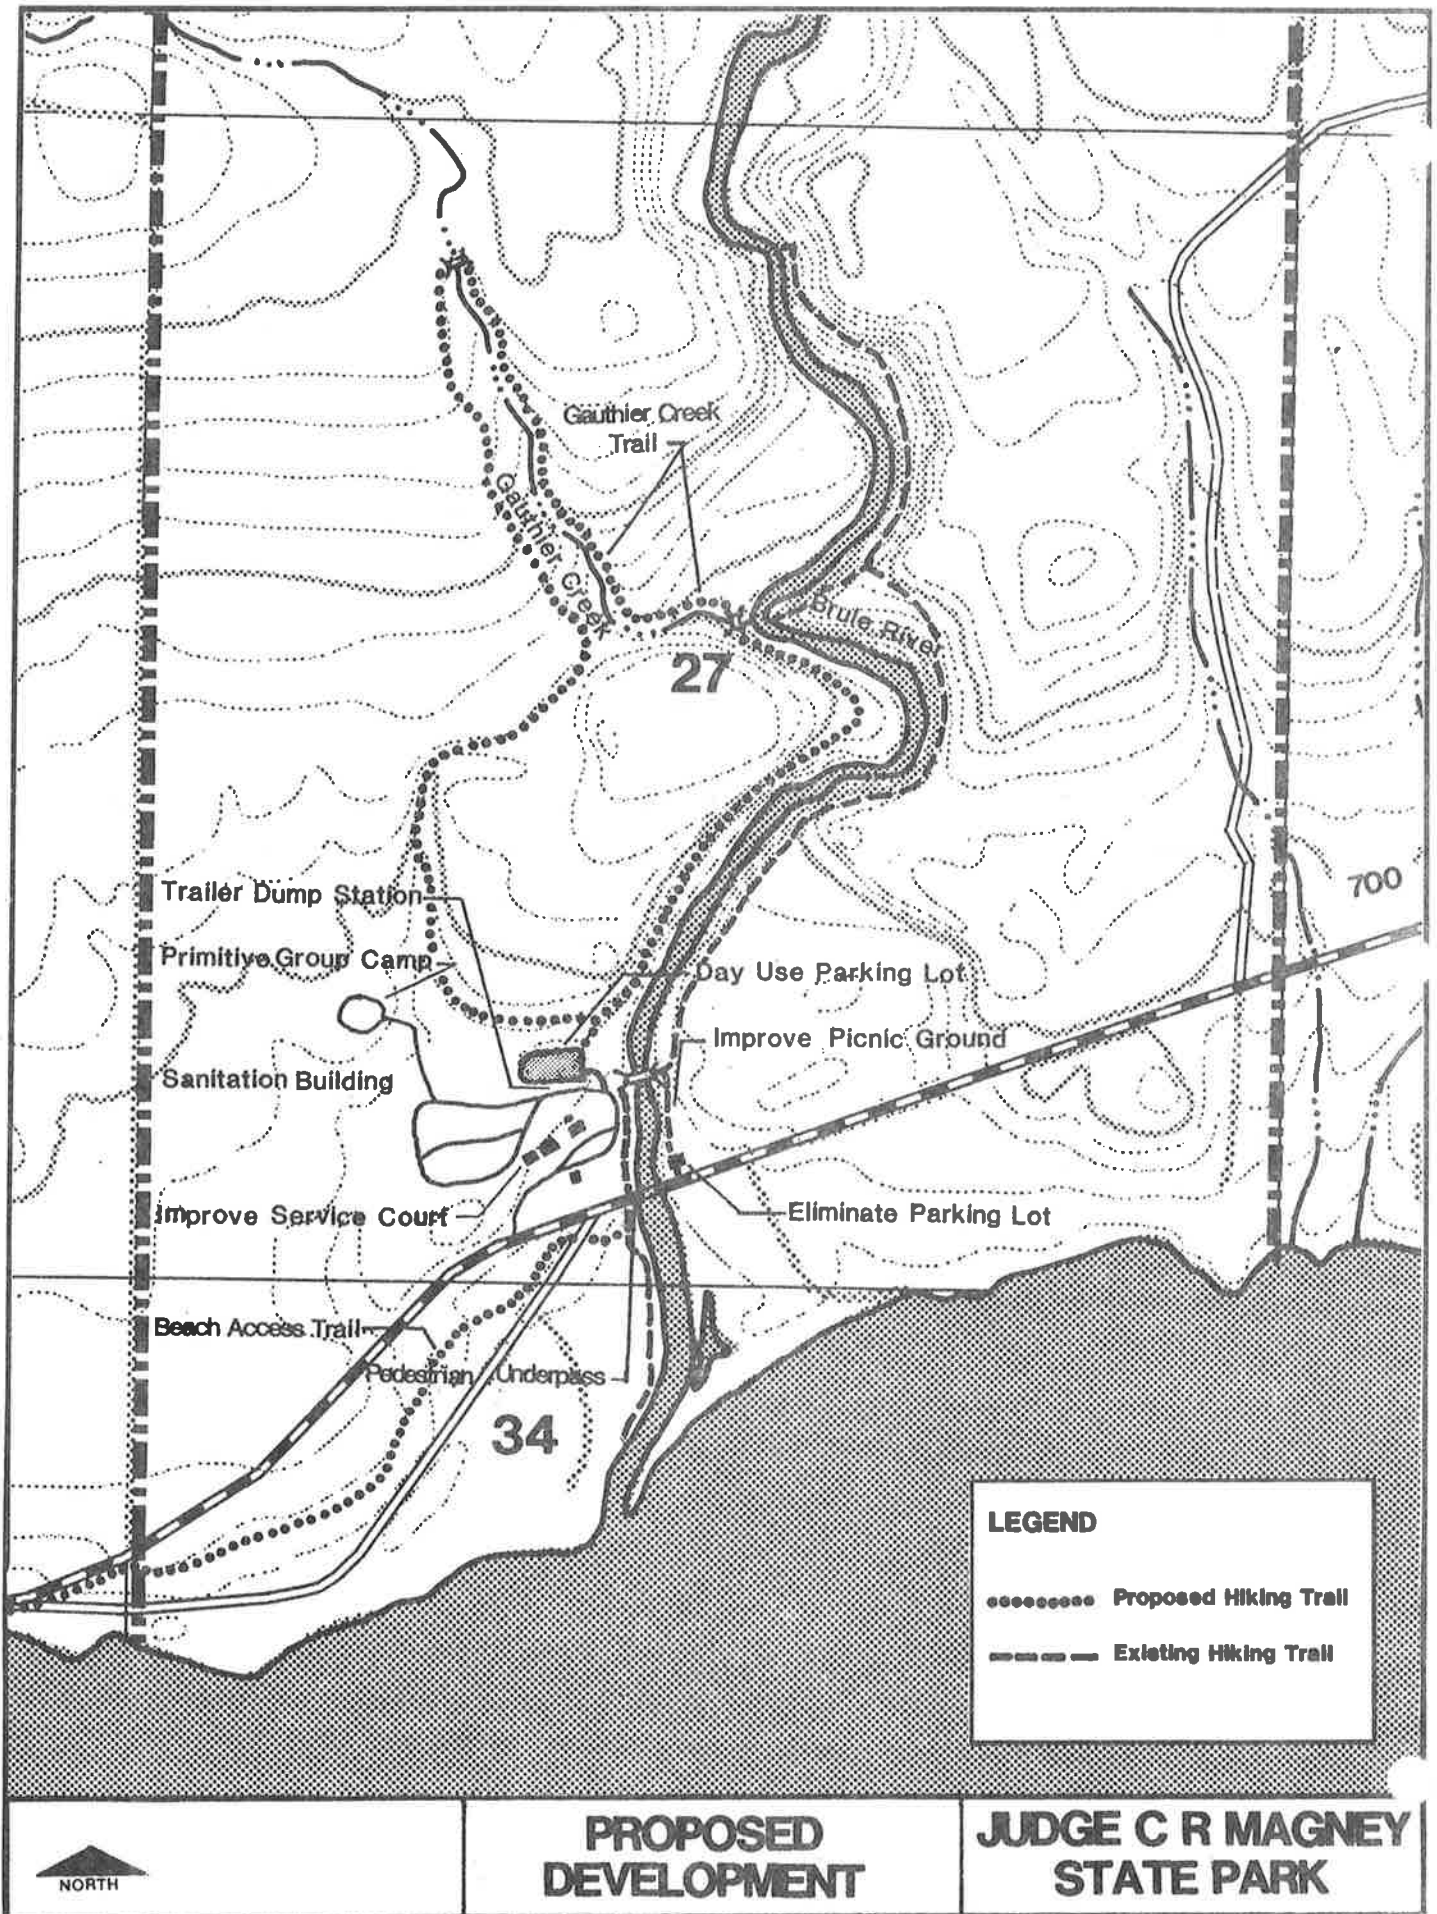 Gauthier Creek
Trail
Gauthier Creek
Brule River
27
700
Trailer Dump Station
Primitive Group Camp
Day Use Parking Lot
Improve Picnic Ground
Sanitation Building
Improve Service Court
Eliminate Parking Lot
Beach Access Trail
Pedestrian Underpass
34
LEGEND
Proposed Hiking Trail
Existing Hiking Trail
NORTH
PROPOSED
DEVELOPMENT
JUDGE C R MAGNEY
STATE PARK